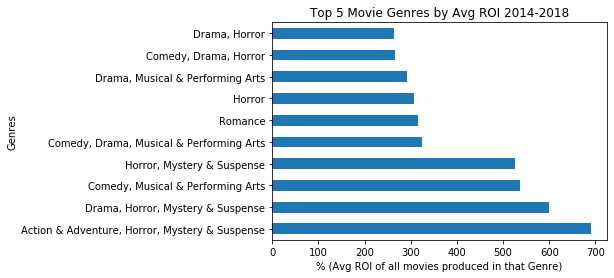 Top 5 Movie Genres by Avg ROI 2014-2018
Genres
Drama, Horror
Comedy, Drama, Horror
Drama, Musical & Performing Arts
Horror
Romance
Comedy, Drama, Musical & Performing Arts
Horror, Mystery & Suspense
Comedy, Musical & Performing Arts
Drama, Horror, Mystery & Suspense
Action & Adventure, Horror, Mystery & Suspense
0 100 200 300 400 500 600 700
% (Avg ROI of all movies produced in that Genre)